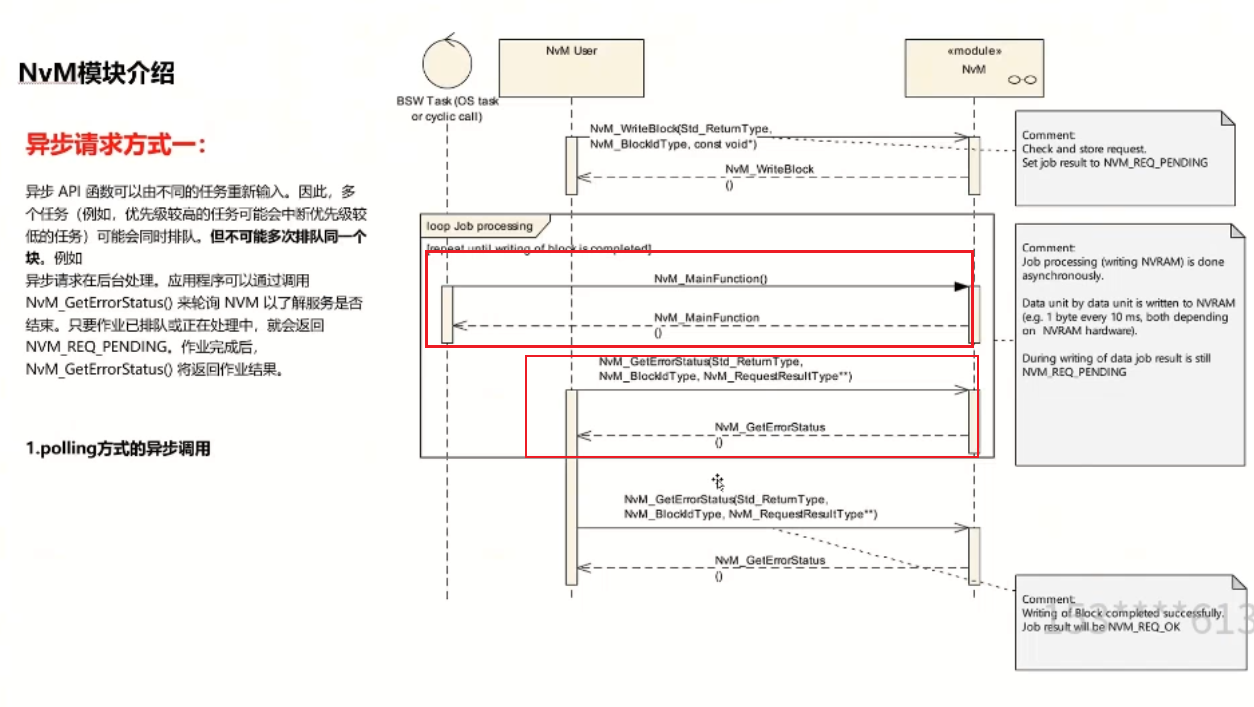 NvM模块介绍
异步请求方式一：
异步 API 函数可以由不同的任务重新输入。因此，多
个任务（例如，优先级较高的任务可能会中断优先级较
低的任务）可能会同时排队。但不可能多次排队同一个
块。例如
异步请求在后台处理。应用程序可以通过调用
NvM_GetErrorStatus() 来轮询 NVM 以了解服务是否
结束。只要作业已排队或正在处理中，就会返回
NVM_REQ_PENDING。作业完成后，
NvM_GetErrorStatus() 将返回作业结果。
1.polling方式的异步调用
BSW Task (OS task
or cyclic call)
NvM User
«module»
NvM
NvM_WriteBlock(Std_ReturnType,
NvM_BlockIdType, const void*)
NvM_WriteBlock
()
Comment:
Check and store request.
Set job result to NVM_REQ_PENDING
loop Job processing
[repeat until writing of block is completed]
NvM_MainFunction()
NvM_MainFunction
()
NvM_GetErrorStatus(Std_ReturnType,
NvM_BlockIdType, NvM_RequestResultType**)
NvM_GetErrorStatus
()
Comment:
Job processing (writing NVRAM) is done
asynchronously.
Data unit by data unit is written to NVRAM
(e.g. 1 byte every 10 ms, both depending
on NVRAM hardware).
During writing of data job result is still
NVM_REQ_PENDING
NvM_GetErrorStatus(Std_ReturnType,
NvM_BlockIdType, NvM_RequestResultType**)
NvM_GetErrorStatus
()
Comment:
Writing of Block completed successfully.
Job result will be NVM_REQ_OK
153****613